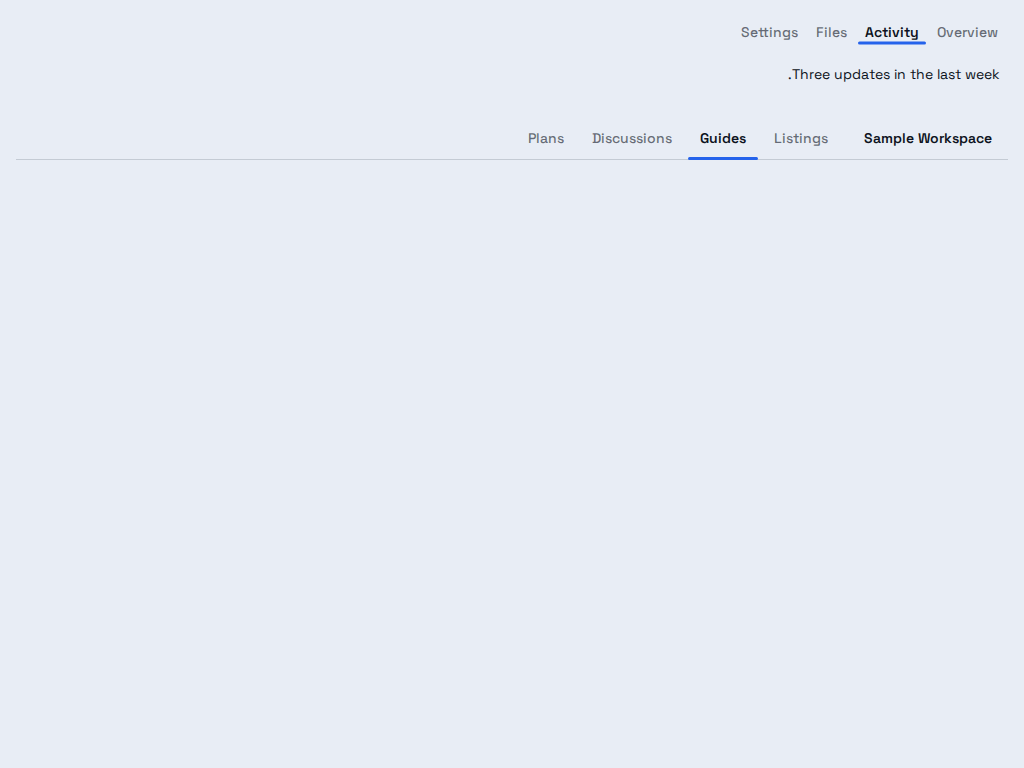 Settings Files Activity Overview
.Three updates in the last week
Plans Discussions Guides Listings Sample Workspace